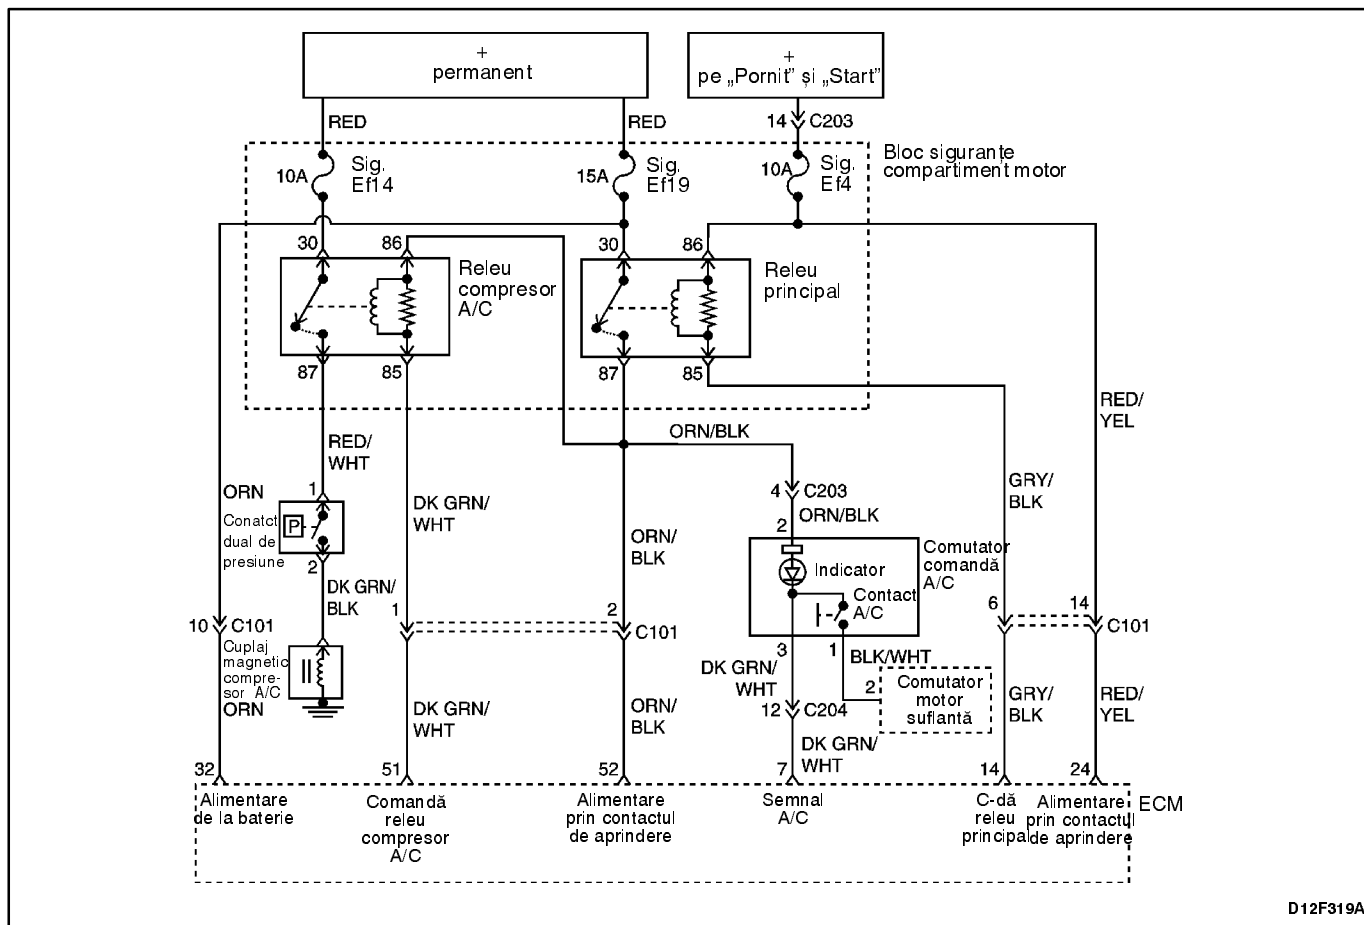 +
permanent
+
pe „Pornit” și „Start”
RED
RED
14 C203
Bloc siguranțe
compartiment motor
10A
Sig.
Ef14
15A
Sig.
Ef19
10A
Sig.
Ef4
30
86
30
86
Releu
compresor
A/C
Releu
principal
87
85
87
85
RED/
WHT
ORN/BLK
RED/
YEL
ORN
1
DK GRN/
WHT
4 C203
GRY/
BLK
Conatct
dual de
presiune
P
2
ORN/BLK
2
ORN/
BLK
Comutator
comandă
A/C
Indicator
Contact
A/C
DK GRN/
BLK
10 C101
1
2
C101
6
14
C101
Cuplaj
magnetic
compre-
sor A/C
ORN
3
1
BLK/WHT
DK GRN/
WHT
2
Comutator
motor
suflantă
12 C204
DK GRN/
WHT
ORN/
BLK
GRY/
BLK
RED/
YEL
DK GRN/
WHT
32
51
52
7
14
24
ECM
Alimentare
de la baterie
Comandă
releu
compresor
A/C
Alimentare
prin contactul
de aprindere
Semnal
A/C
C-dă
releu
principal
Alimentare
prin contactul
de aprindere
D12F319A